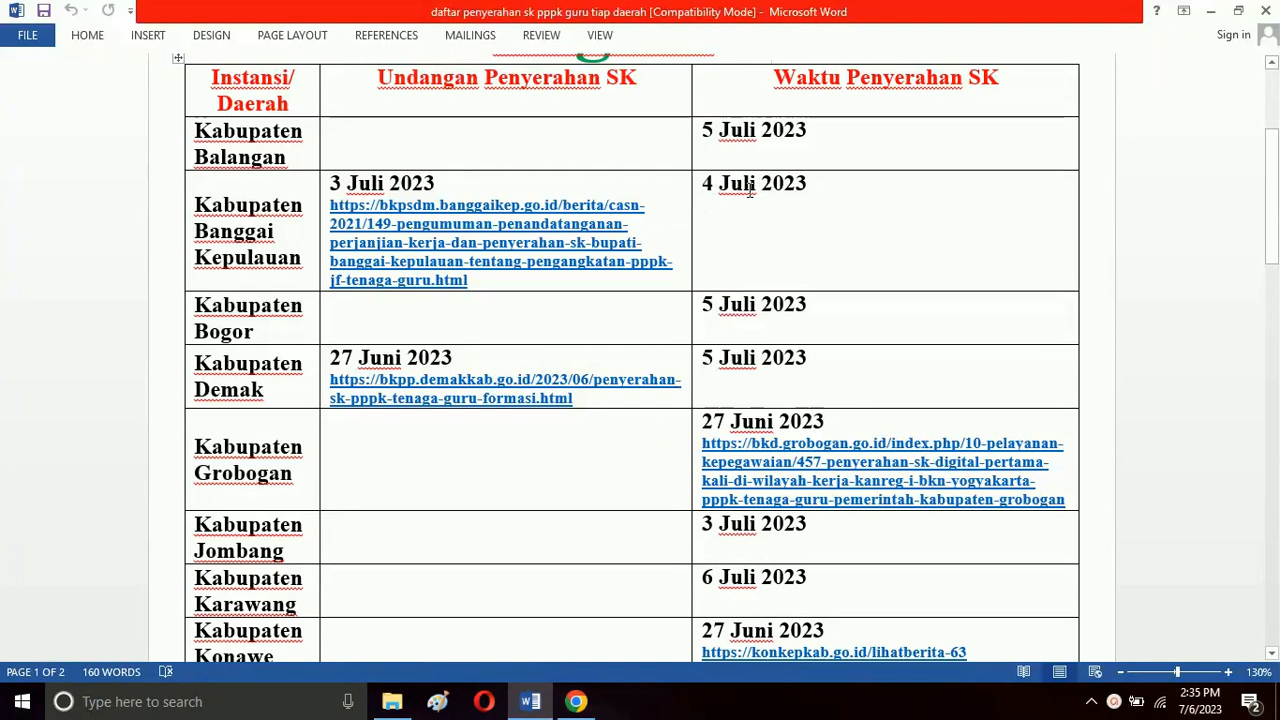 daftar penyerahan sk pppk guru tiap daerah [Compatibility Mode] - Microsoft Word
FILE HOME INSERT DESIGN PAGE LAYOUT REFERENCES MAILINGS REVIEW VIEW Sign in
Instansi/
Daerah
Undangan Penyerahan SK
Waktu Penyerahan SK
Kabupaten
Balangan
5 Juli 2023
Kabupaten
Banggai
Kepulauan
3 Juli 2023
https://bkpsdm.banggaikep.go.id/berita/casn-
2021/149-pengumuman-penandatanganan-
perjanjian-kerja-dan-penyerahan-sk-bupati-
banggai-kepulauan-tentang-pengangkatan-pppk-
jf-tenaga-guru.html
4 Juli 2023
Kabupaten
Bogor
5 Juli 2023
Kabupaten
Demak
27 Juni 2023
https://bkpp.demakkab.go.id/2023/06/penyerahan-
sk-pppk-tenaga-guru-formasi.html
5 Juli 2023
Kabupaten
Grobogan
27 Juni 2023
https://bkd.grobogan.go.id/index.php/10-pelayanan-
kepegawaian/457-penyerahan-sk-digital-pertama-
kali-di-wilayah-kerja-kanreg-i-bkn-yogyakarta-
pppk-tenaga-guru-pemerintah-kabupaten-grobogan
Kabupaten
Jombang
3 Juli 2023
Kabupaten
Karawang
6 Juli 2023
Kabupaten
Konawe
27 Juni 2023
https://konkepkab.go.id/lihatberita-63
PAGE 1 OF 2 160 WORDS 130%
Type here to search
2:35 PM
7/6/2023
2